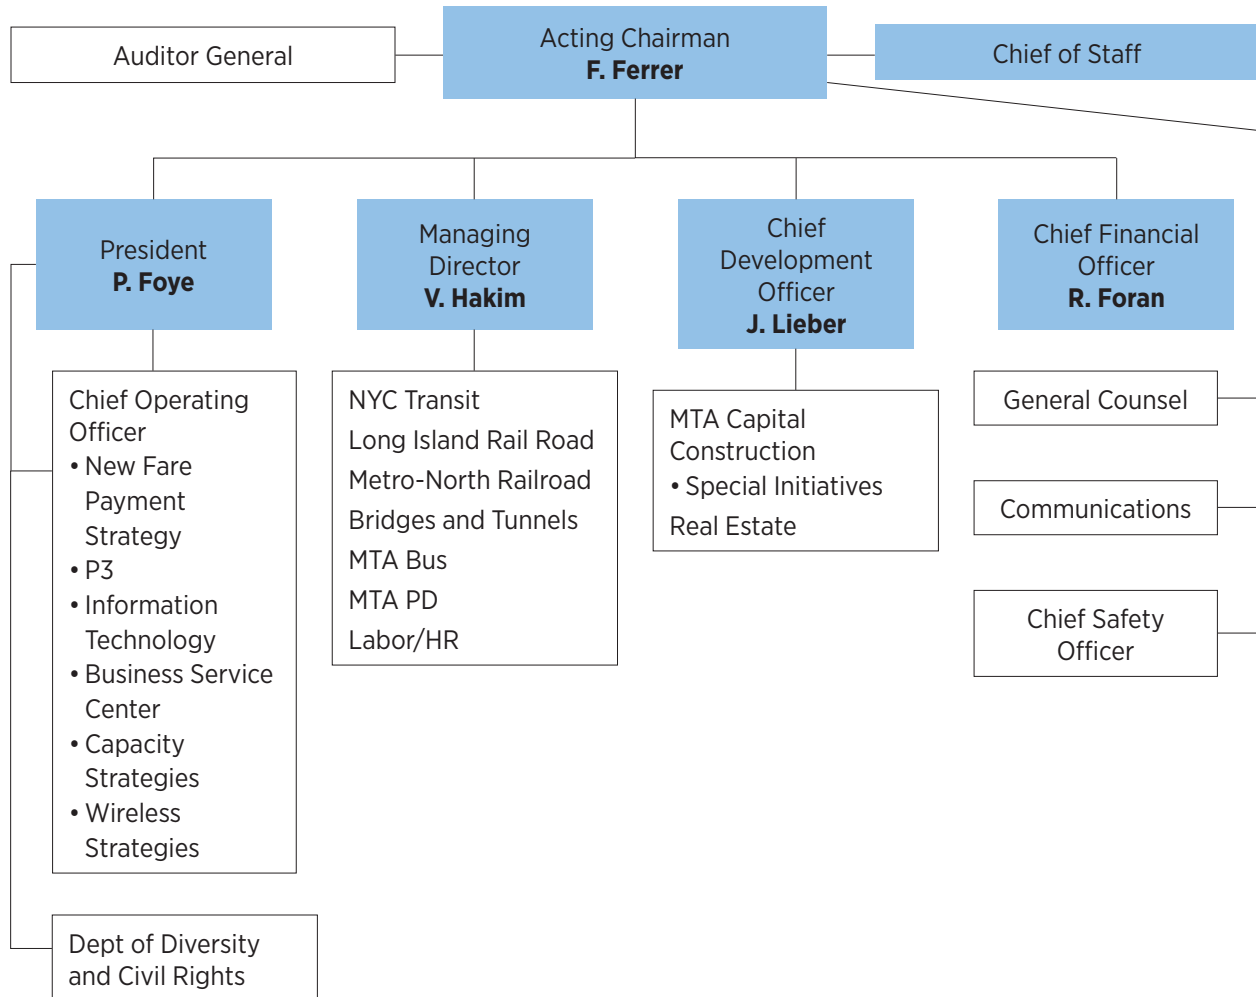 Auditor General
Acting Chairman
F. Ferrer
Chief of Staff
President
P. Foye
Managing
Director
V. Hakim
Chief
Development
Officer
J. Lieber
Chief Financial
Officer
R. Foran
Chief Operating
Officer
• New Fare
Payment
Strategy
• P3
• Information
Technology
• Business Service
Center
• Capacity
Strategies
• Wireless
Strategies
NYC Transit
Long Island Rail Road
Metro-North Railroad
Bridges and Tunnels
MTA Bus
MTA PD
Labor/HR
MTA Capital
Construction
• Special Initiatives
Real Estate
General Counsel
Communications
Chief Safety
Officer
Dept of Diversity
and Civil Rights